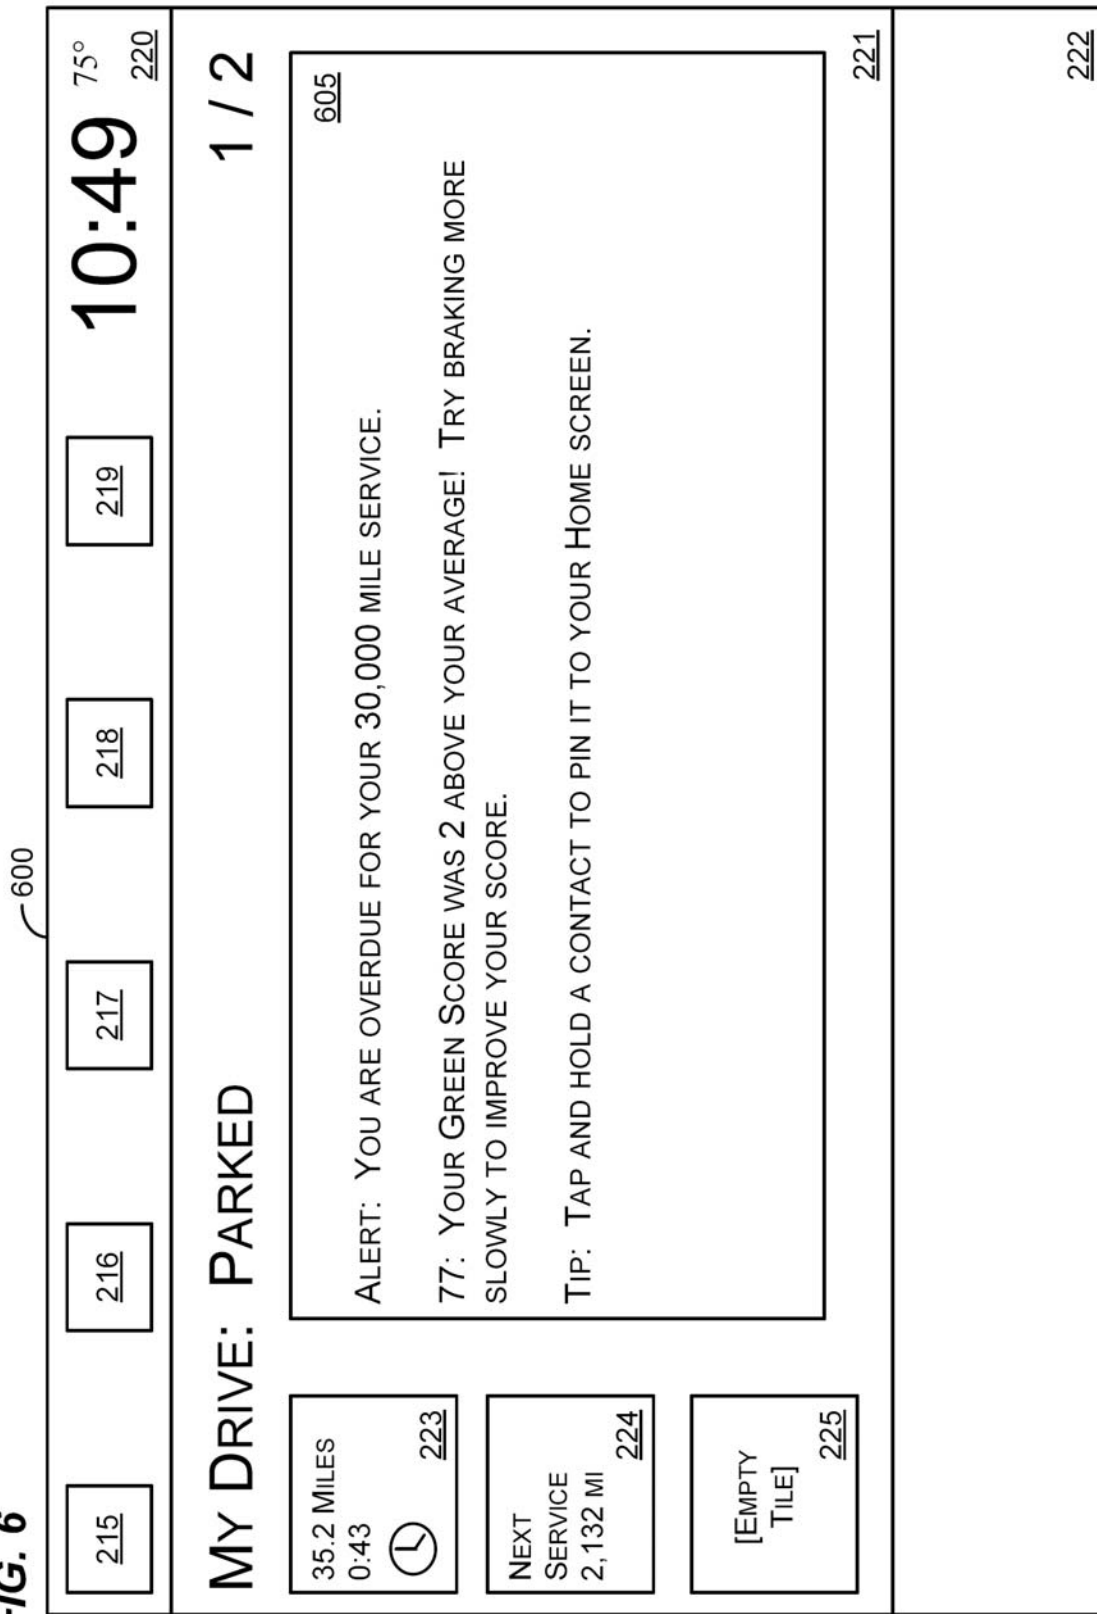 FIG. 6
600
215
216
217
218
219
10:49
75°
220
MY DRIVE: PARKED
1 / 2
35.2 MILES
0:43
223
NEXT
SERVICE
2,132 MI
224
[EMPTY
TILE]
225
605
ALERT: YOU ARE OVERDUE FOR YOUR 30,000 MILE SERVICE.
77: YOUR GREEN SCORE WAS 2 ABOVE YOUR AVERAGE! TRY BRAKING MORE
SLOWLY TO IMPROVE YOUR SCORE.
TIP: TAP AND HOLD A CONTACT TO PIN IT TO YOUR HOME SCREEN.
221
222